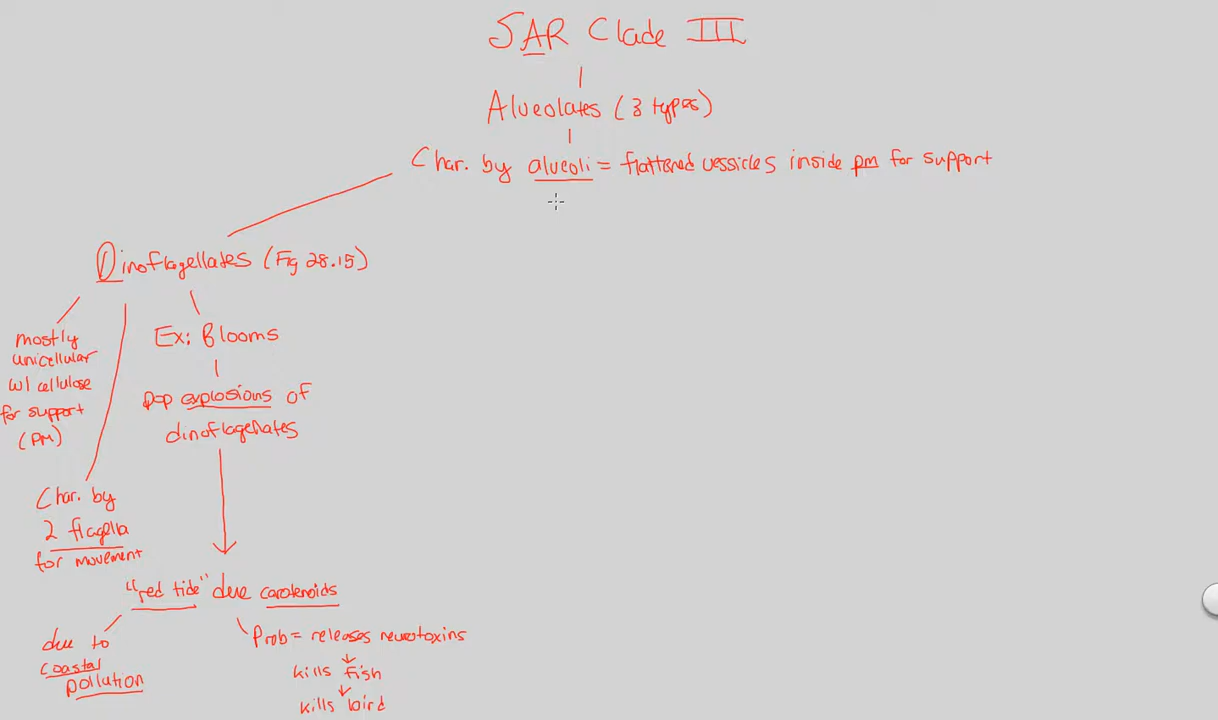 SAR Clade III
Alveolates (3 types)
Char. by alveoli = flattened vessicles inside pm for support
Dinoflagellates (Fig 28.15)
mostly
unicellular
w/ cellulose
for support
(PM)
Ex: Blooms
pop explosions of
dinoflagellates
Char. by
2 flagella
for movement
"red tide" due carotenoids
due to
coastal
pollution
Prob = releases neurotoxins
kills fish
kills bird